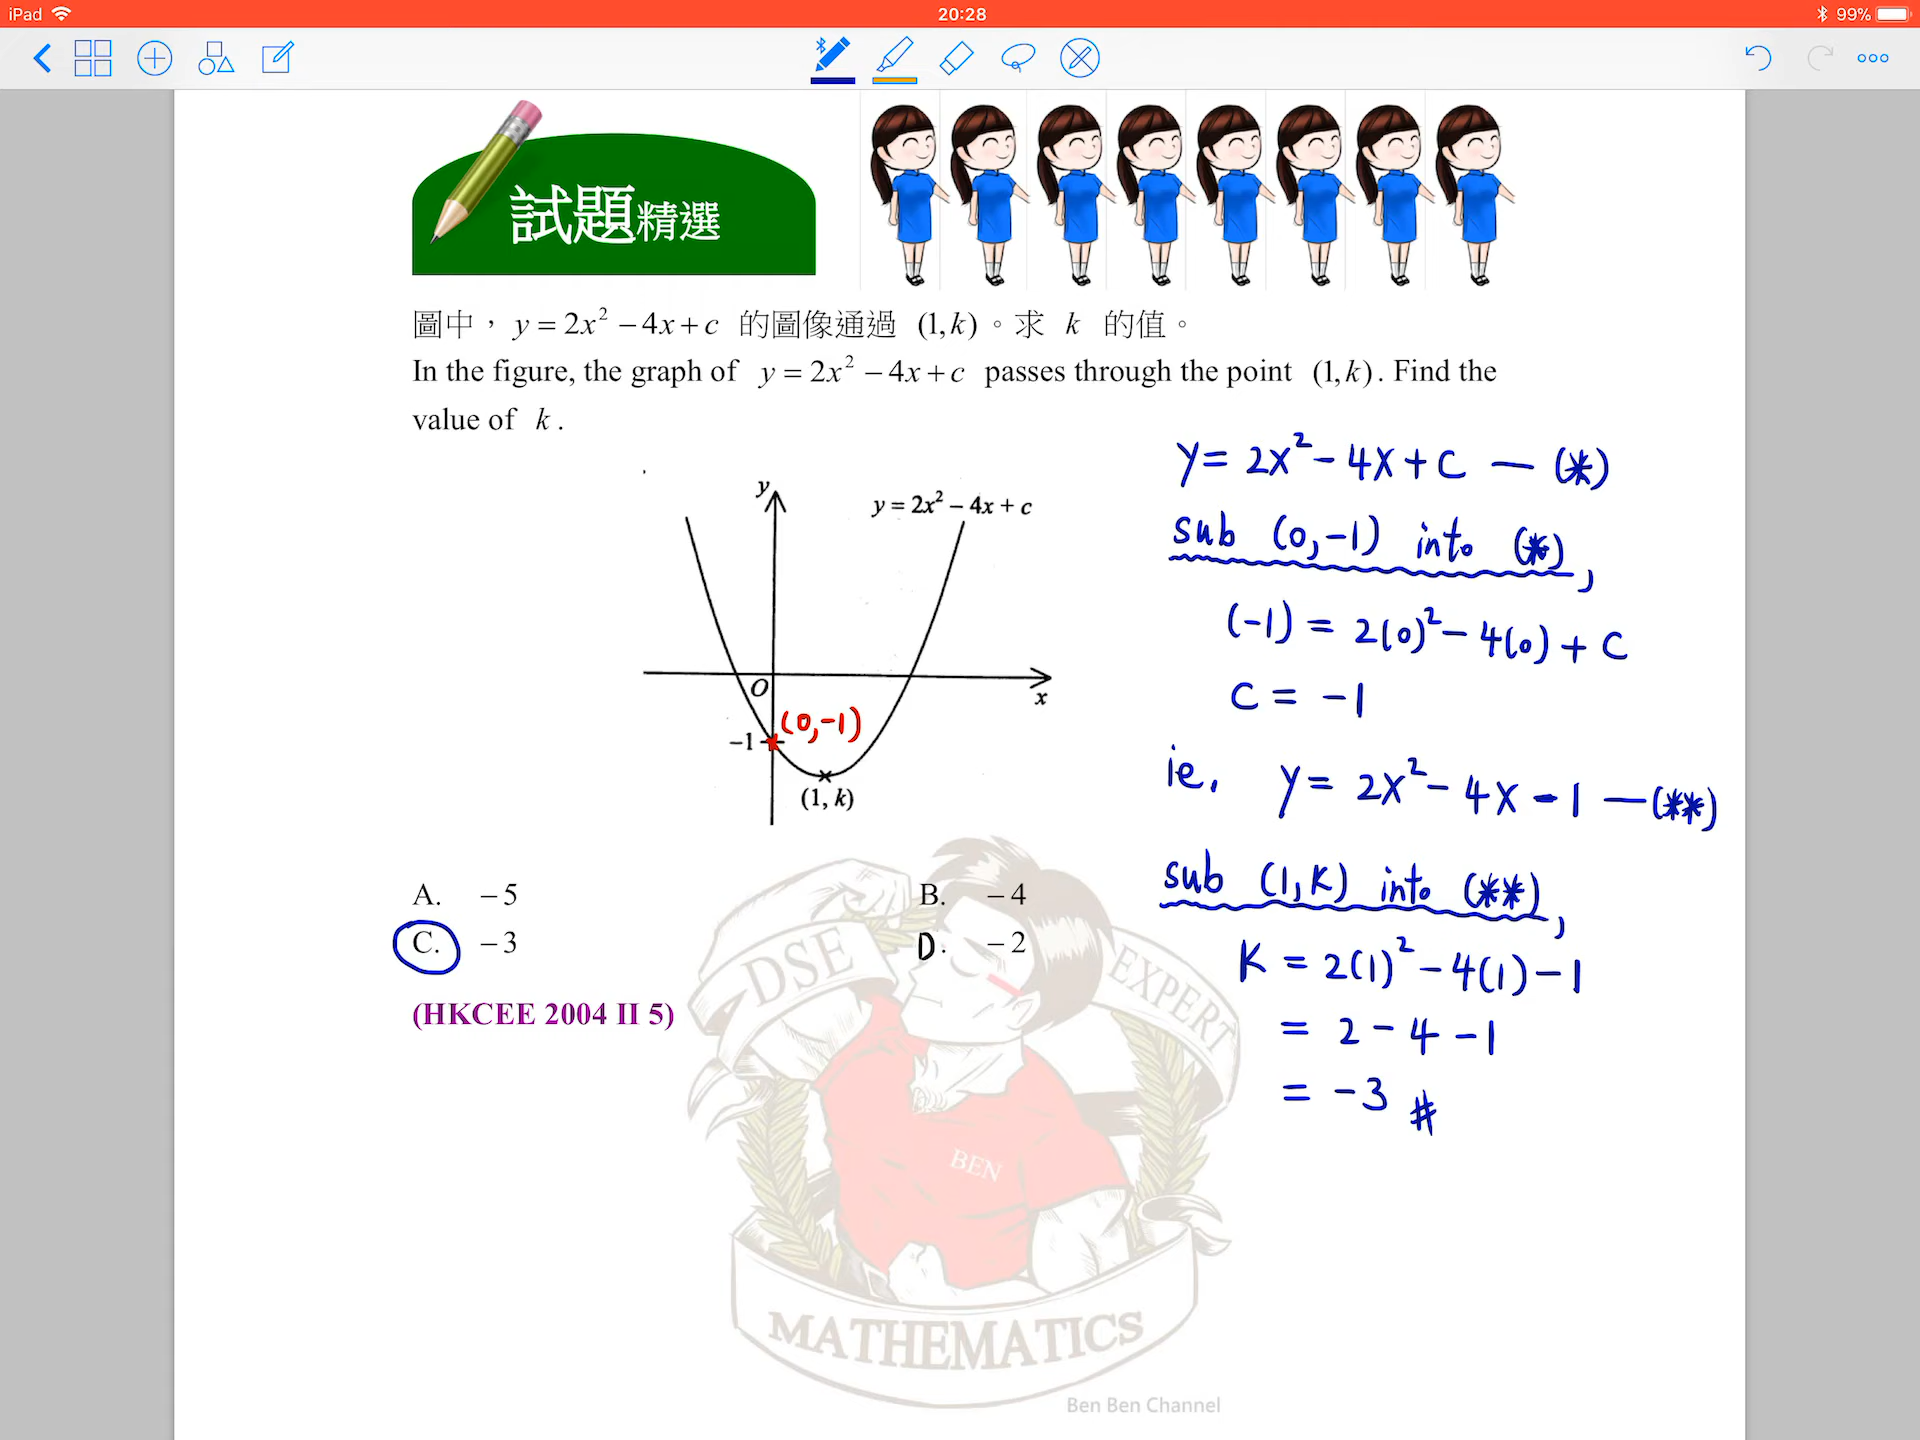 iPad 20:28 99%
試題精選
圖中，y = 2x² − 4x + c 的圖像通過 (1, k)。求 k 的值。
In the figure, the graph of y = 2x² − 4x + c passes through the point (1, k). Find the
value of k.
y
y = 2x² − 4x + c
O
x
(0,-1)
−1
(1, k)
A. −5
B. −4
C. −3
D. −2
(HKCEE 2004 II 5)
y = 2x² - 4x + c — (*)
sub (0,-1) into (*),
(-1) = 2(0)² - 4(0) + c
c = -1
ie. y = 2x² - 4x - 1 — (**)
sub (1,k) into (**),
k = 2(1)² - 4(1) - 1
= 2 - 4 - 1
= -3 #
DSE EXPERT
BEN
MATHEMATICS
Ben Ben Channel